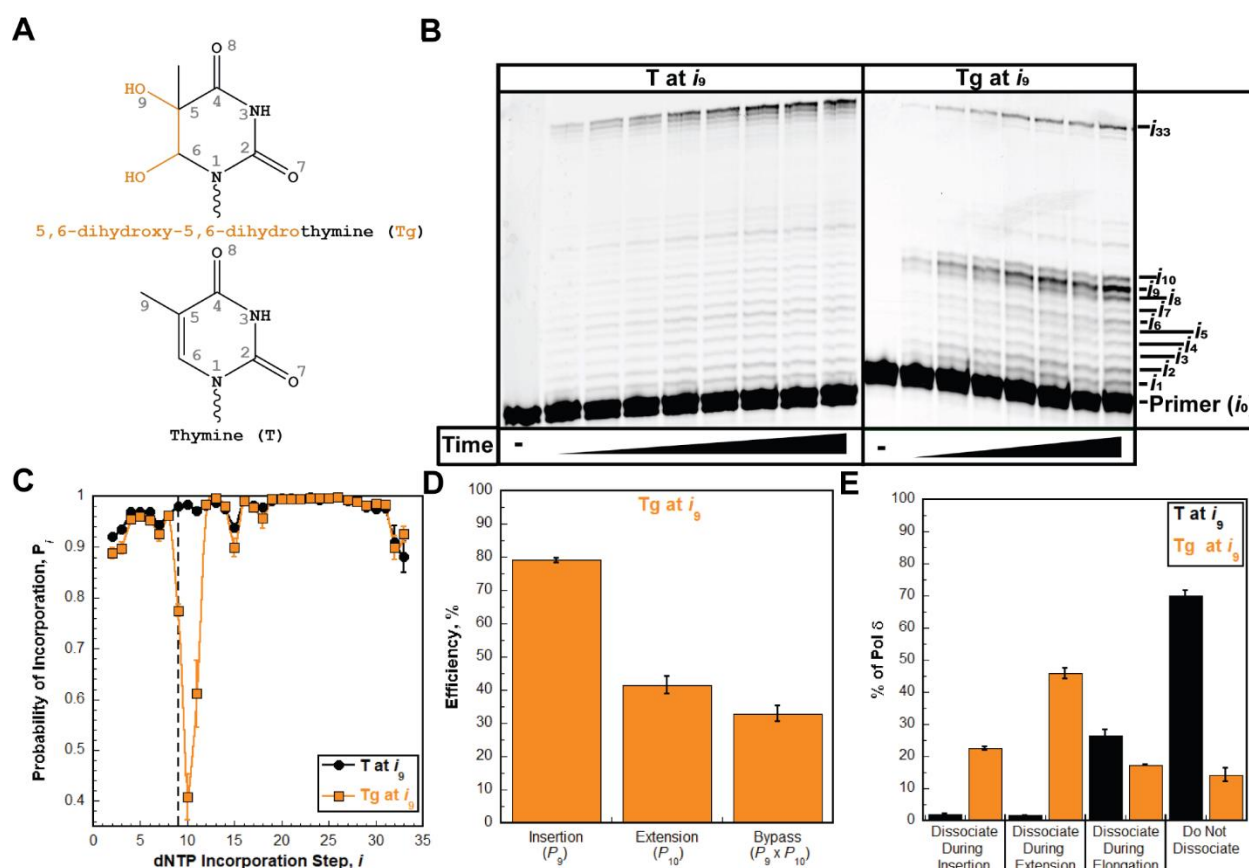 A
O
8
HO
9
4
5
NH
3
6
1
2
HO
N
O
7
5,6-dihydroxy-5,6-dihydrothymine (Tg)
O
8
9
4
5
NH
3
6
1
2
N
O
7
Thymine (T)
B
T at i9
Tg at i9
i33
i10
i9
i8
i7
i6
i5
i4
i3
i2
i1
Primer (i0
Time
-
-
C
Probability of Incorporation, Pi
1
0.9
0.8
0.7
0.6
0.5
0.4
0
5
10
15
20
25
30
35
dNTP Incorporation Step, i
T at i9
Tg at i9
D
Tg at i9
Efficiency, %
100
90
80
70
60
50
40
30
20
10
0
Insertion
(P9)
Extension
(P10)
Bypass
(P9 x P10)
E
T at i9
Tg at i9
% of Pol δ
100
90
80
70
60
50
40
30
20
10
0
Dissociate
During
Insertion
Dissociate
During
Extension
Dissociate
During
Elongation
Do Not
Dissociate